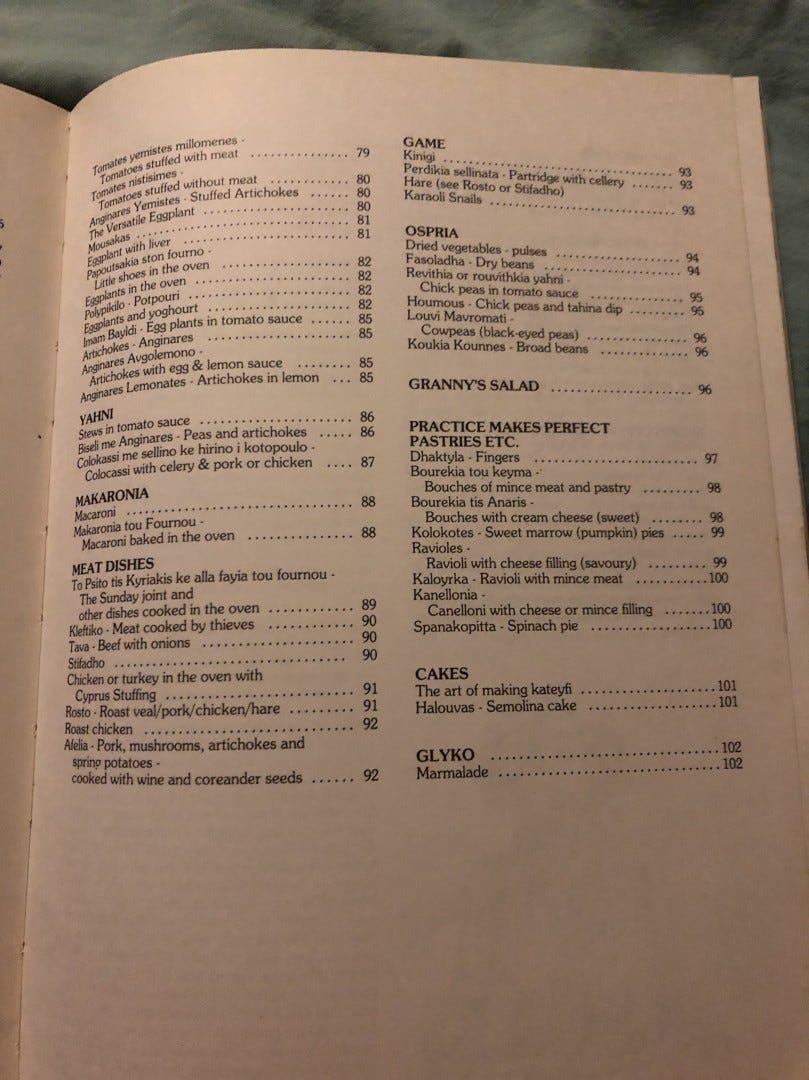 Tomates yemistes millomenes -
Tomatoes stuffed with meat .............. 79
Tomates nistisimes -
Tomatoes stuffed without meat ............ 80
Anginares Yemistes - Stuffed Artichokes ...... 80
The Versatile Eggplant ..................... 80
Mousakas ................................ 81
Eggplant with liver ........................ 81
Papoutsakia ston fourno -
Little shoes in the oven ................... 82
Eggplants in the oven ...................... 82
Polypikilo - Potpouri ....................... 82
Eggplants and yoghourt .................... 82
Imam Bayldi - Egg plants in tomato sauce ...... 85
Artichokes - Anginares ...................... 85
Anginares Avgolemono -
Artichokes with egg & lemon sauce ......... 85
Anginares Lemonates - Artichokes in lemon ... 85
YAHNI
Stews in tomato sauce ...................... 86
Biseli me Anginares - Peas and artichokes ..... 86
Colokassi me sellino ke hirino i kotopoulo -
Colocassi with celery & pork or chicken .... 87
MAKARONIA
Macaroni ................................. 88
Makaronia tou Fournou -
Macaroni baked in the oven ............... 88
MEAT DISHES
To Psito tis Kyriakis ke alla fayia tou fournou -
The Sunday joint and
other dishes cooked in the oven ............ 89
Kleftiko - Meat cooked by thieves .............. 90
Tava - Beef with onions ...................... 90
Stifadho .................................. 90
Chicken or turkey in the oven with
Cyprus Stuffing ........................... 91
Rosto - Roast veal/pork/chicken/hare ......... 91
Roast chicken .............................. 92
Afelia - Pork, mushrooms, artichokes and
spring potatoes -
cooked with wine and coreander seeds ...... 92
GAME
Kinigi .................................. 93
Perdikia sellinata - Partridge with cellery ....... 93
Hare (see Rosto or Stifadho)
Karaoli Snails ............................. 93
OSPRIA
Dried vegetables - pulses ................... 94
Fasoladha - Dry beans ..................... 94
Revithia or rouvithkia yahni -
Chick peas in tomato sauce .............. 95
Houmous - Chick peas and tahina dip ........ 95
Louvi Mavromati -
Cowpeas (black-eyed peas) .............. 96
Koukia Kounnes - Broad beans ............. 96
GRANNY'S SALAD ..................... 96
PRACTICE MAKES PERFECT
PASTRIES ETC.
Dhaktyla - Fingers ........................ 97
Bourekia tou keyma -
Bouches of mince meat and pastry ......... 98
Bourekia tis Anaris -
Bouches with cream cheese (sweet) ........ 98
Kolokotes - Sweet marrow (pumpkin) pies ..... 99
Ravioles -
Ravioli with cheese filling (savoury) ......... 99
Kaloyrka - Ravioli with mince meat ...........100
Kanellonia -
Canelloni with cheese or mince filling .......100
Spanakopitta - Spinach pie ..................100
CAKES
The art of making kateyfi ....................101
Halouvas - Semolina cake ...................101
GLYKO ..................................102
Marmalade .................................102